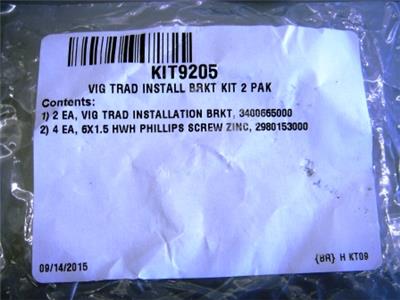 KIT9205
VIG TRAD INSTALL BRKT KIT 2 PAK
Contents:
1) 2 EA, VIG TRAD INSTALLATION BRKT, 3400665000
2) 4 EA, 6X1.5 HWH PHILLIPS SCREW ZINC, 2980153000
09/14/2015 {BR} H KT09